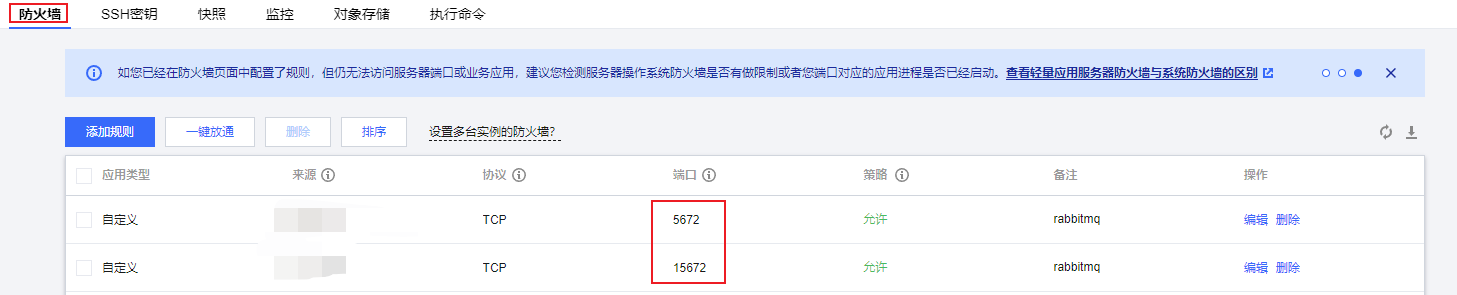 防火墙 SSH密钥 快照 监控 对象存储 执行命令
如您已经在防火墙页面中配置了规则，但仍无法访问服务器端口或业务应用，建议您检测服务器操作系统防火墙是否有做限制或者您端口对应的应用进程是否已经启动。查看轻量应用服务器防火墙与系统防火墙的区别
添加规则 一键放通 删除 排序 设置多台实例的防火墙?
应用类型 来源 协议 端口 策略 备注 操作
自定义 TCP 5672 允许 rabbitmq 编辑 删除
自定义 TCP 15672 允许 rabbitmq 编辑 删除